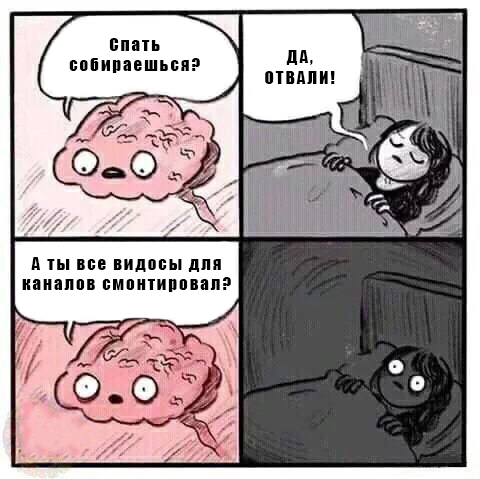 Спать
собираешься?
ДА,
ОТВАЛИ!
А ты все видосы для
каналов смонтировал?